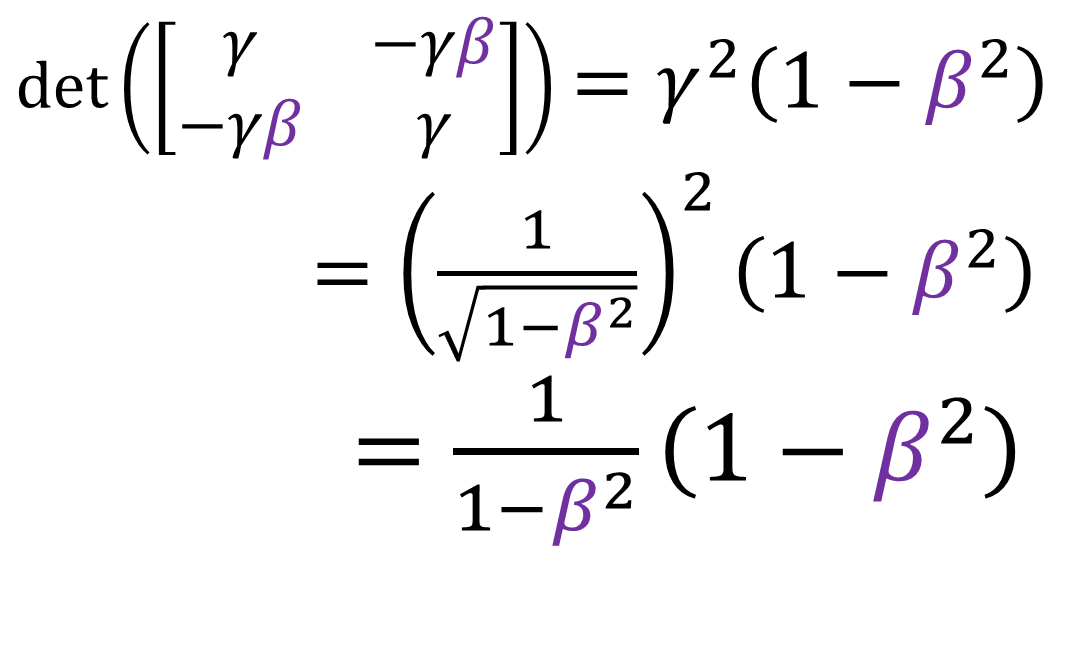 det([γ −γβ −γβ γ]) = γ²(1 − β²)
= (1/√(1−β²))² (1 − β²)
= 1/(1−β²) (1 − β²)